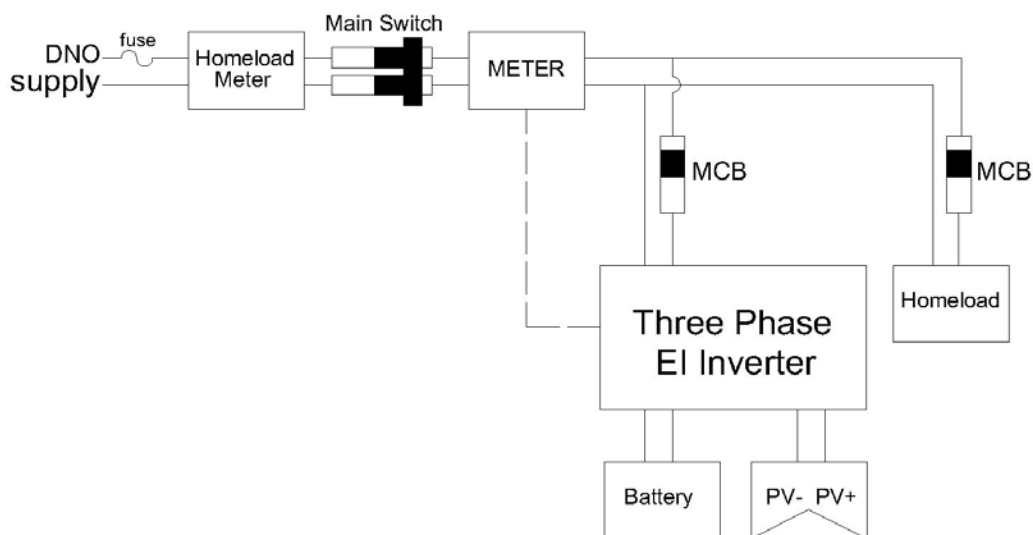 Main Switch
DNO
supply
fuse
Homeload
Meter
METER
MCB
MCB
Three Phase
EI Inverter
Homeload
Battery
PV- PV+